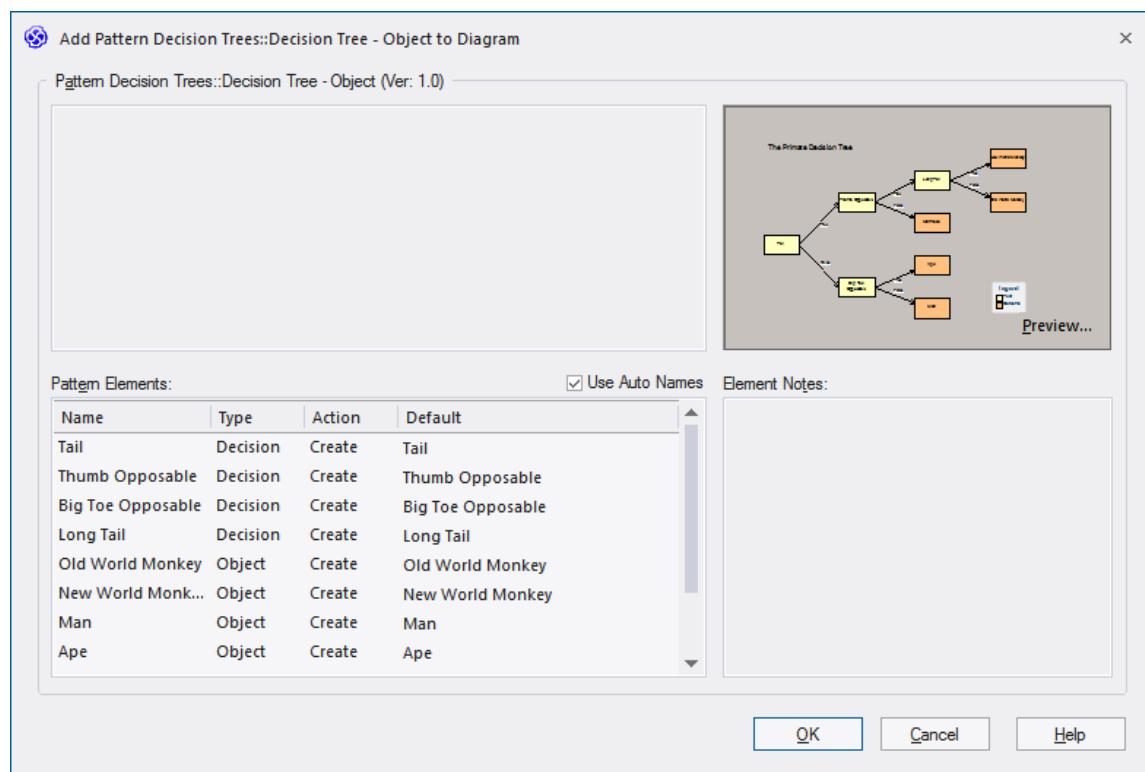 Add Pattern Decision Trees::Decision Tree - Object to Diagram
Pattern Decision Trees::Decision Tree - Object (Ver: 1.0)
The Primate Decision Tree
Preview...
Pattern Elements:
Use Auto Names
Element Notes:
Name Type Action Default
Tail Decision Create Tail
Thumb Opposable Decision Create Thumb Opposable
Big Toe Opposable Decision Create Big Toe Opposable
Long Tail Decision Create Long Tail
Old World Monkey Object Create Old World Monkey
New World Monk... Object Create New World Monkey
Man Object Create Man
Ape Object Create Ape
OK Cancel Help